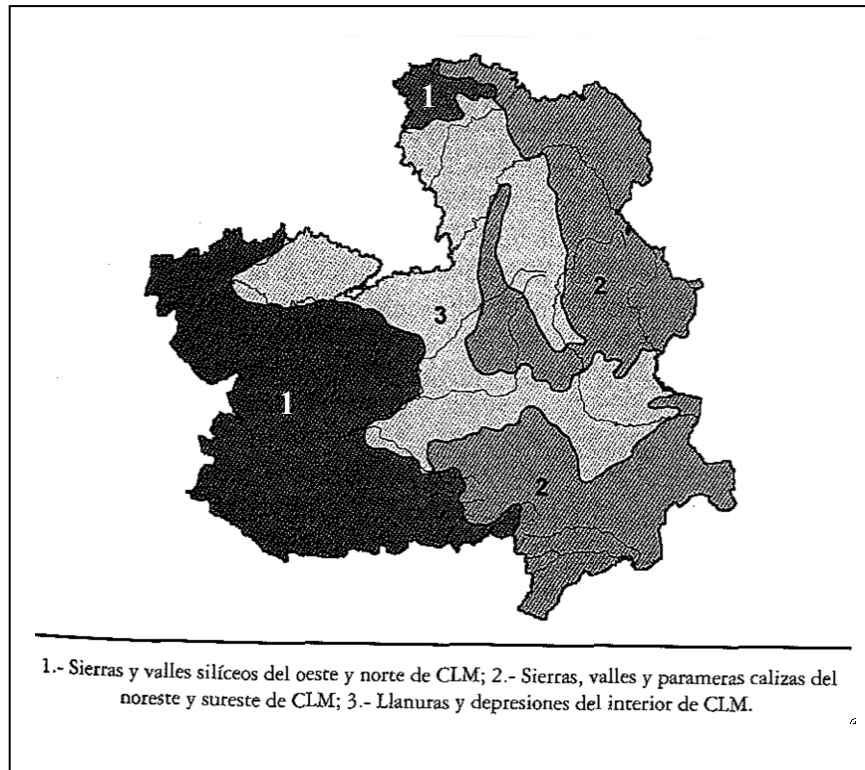 1
2
3
1
2
1.- Sierras y valles silíceos del oeste y norte de CLM; 2.- Sierras, valles y parameras calizas del
noreste y sureste de CLM; 3.- Llanuras y depresiones del interior de CLM.